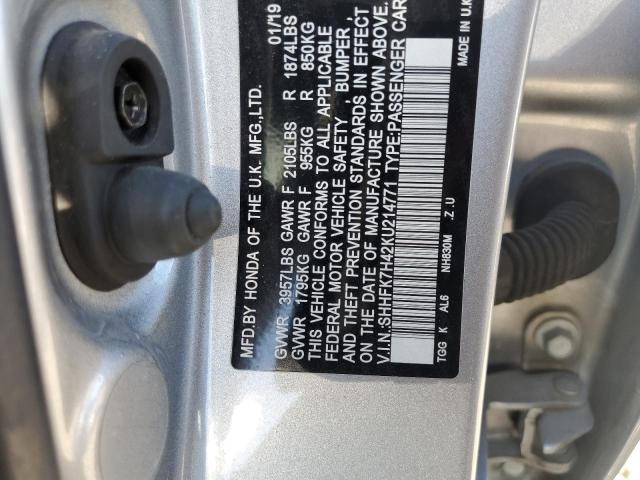 MFD.BY HONDA OF THE U.K. MFG.,LTD. 01/19
GVWR 3957LBS GAWR F 2105LBS R 1874LBS
GVWR 1795KG GAWR F 955KG R 850KG
THIS VEHICLE CONFORMS TO ALL APPLICABLE
FEDERAL MOTOR VEHICLE SAFETY , BUMPER ,
AND THEFT PREVENTION STANDARDS IN EFFECT
ON THE DATE OF MANUFACTURE SHOWN ABOVE.
V.I.N.:SHHFK7H42KU214771 TYPE:PASSENGER CAR
TGG K AL6 NH830M .Z.U MADE IN U.K